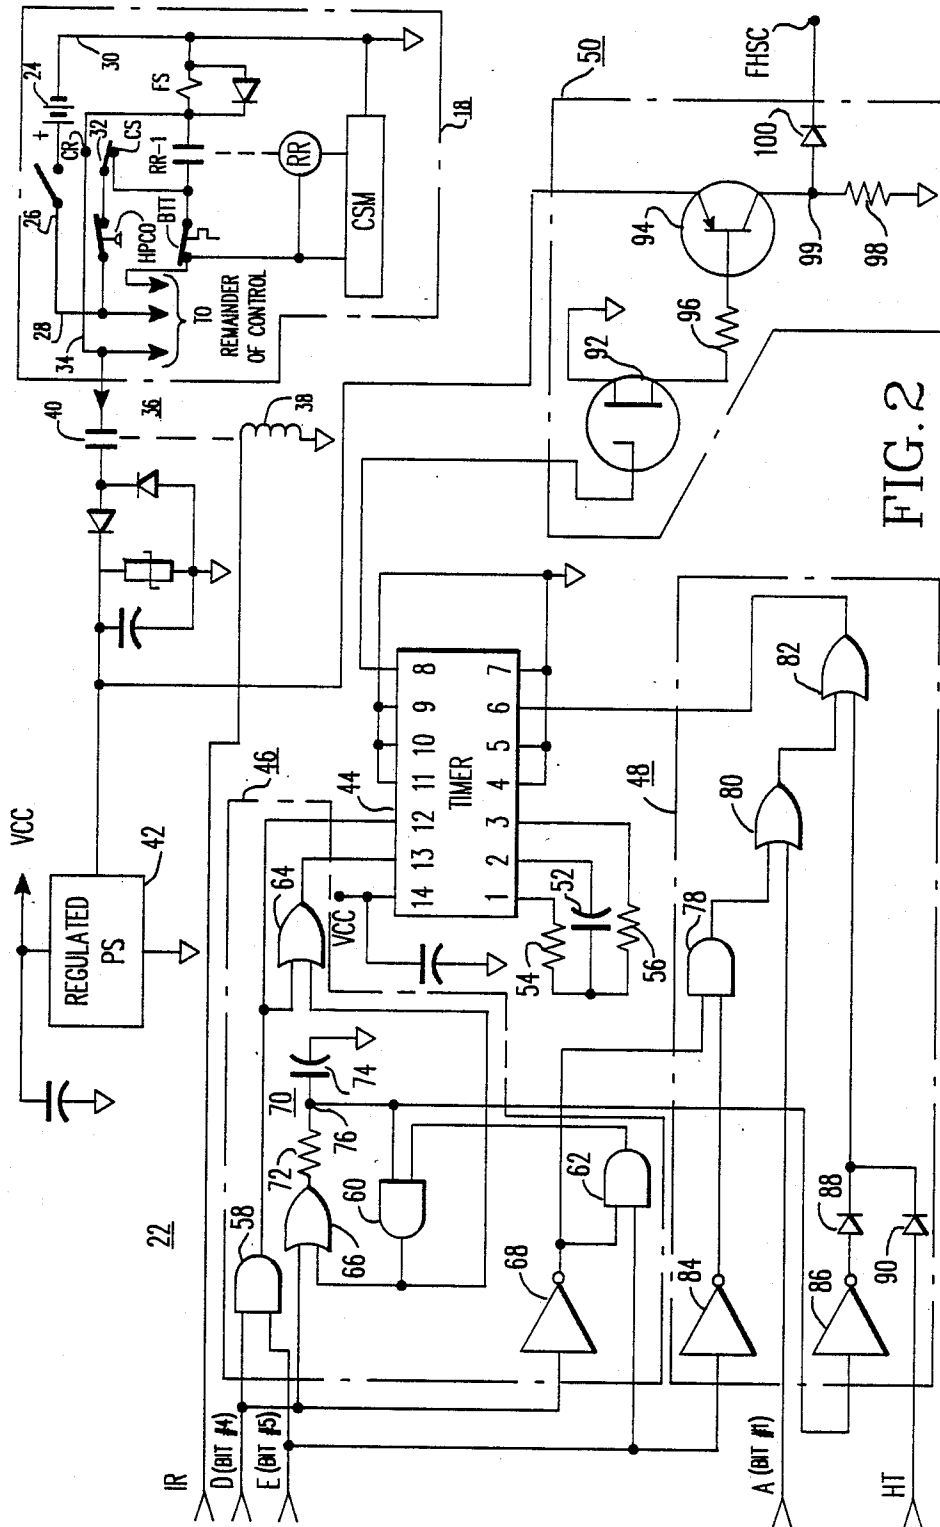 IR
D (BIT #4)
E (BIT #5)
A (BIT #1)
HT
22
VCC
REGULATED
PS
42
40
36
38
34
28
26
+
24
CR
32
CS
30
HPCO
BTT
RR-1
FS
RR
CSM
TO
REMAINDER
OF CONTROL
18
46
58
64
66
72
70
76
74
60
62
68
VCC
44
14 13 12 11 10 9 8
TIMER
1 2 3 4 5 6 7
54
52
56
48
78
80
82
84
86
88
90
50
92
94
96
98
99
100
FHSC
FIG. 2